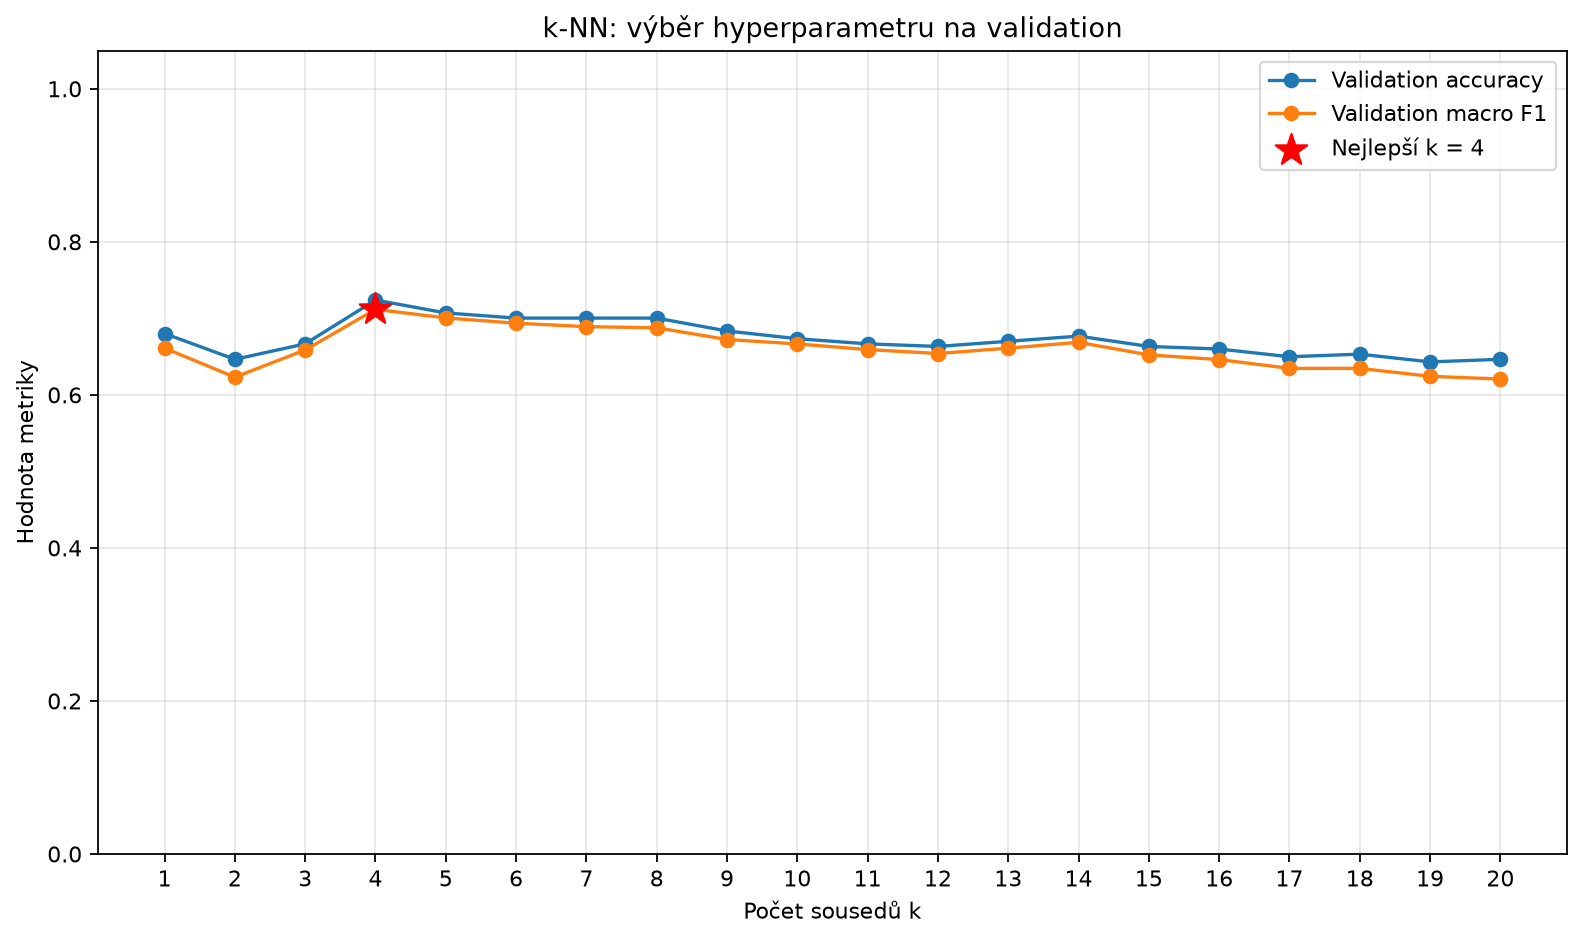 k-NN: výběr hyperparametru na validation
Validation accuracy
Validation macro F1
Nejlepší k = 4
Hodnota metriky
1.0
0.8
0.6
0.4
0.2
0.0
1 2 3 4 5 6 7 8 9 10 11 12 13 14 15 16 17 18 19 20
Počet sousedů k